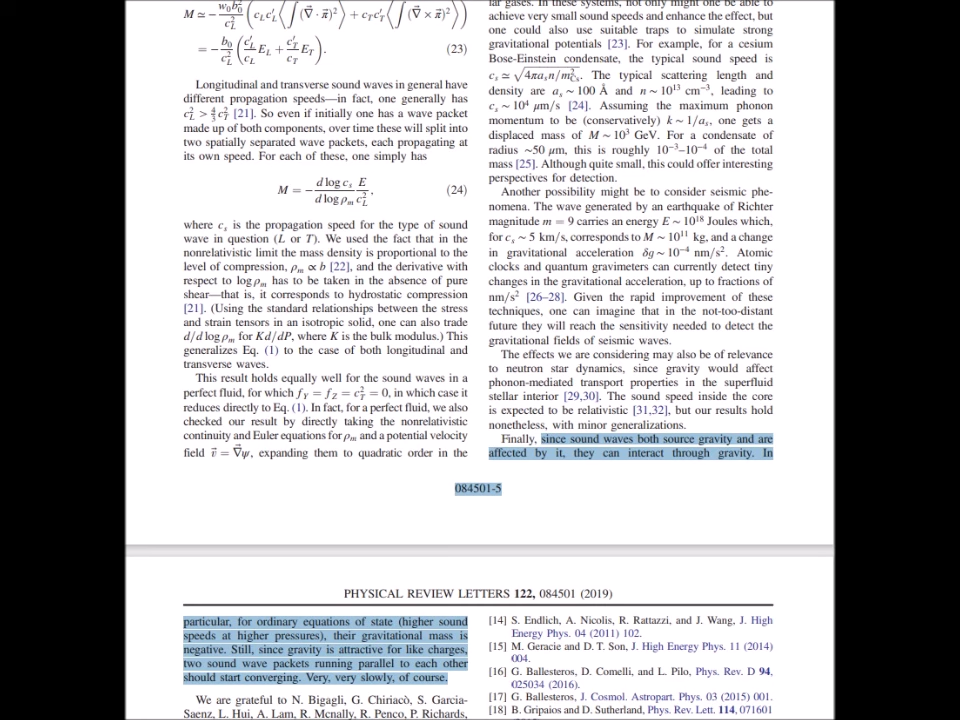 M ≃ − w₀b₀²/c_L² ( c_L c′_L ⟨ ∫ (∇⃗ · π⃗)² ⟩ + c_T c′_T ⟨ ∫ (∇⃗ × π⃗)² ⟩ )
= − b₀/c_L² ( c′_L/c_L E_L + c′_T/c_T E_T ). (23)
Longitudinal and transverse sound waves in general have
different propagation speeds—in fact, one generally has
c_L² > 4/3 c_T² [21]. So even if initially one has a wave packet
made up of both components, over time these will split into
two spatially separated wave packets, each propagating at
its own speed. For each of these, one simply has
M = − d log c_s/d log ρ_m E/c_L², (24)
where c_s is the propagation speed for the type of sound
wave in question (L or T). We used the fact that in the
nonrelativistic limit the mass density is proportional to the
level of compression, ρ_m ∝ b [22], and the derivative with
respect to log ρ_m has to be taken in the absence of pure
shear—that is, it corresponds to hydrostatic compression
[21]. (Using the standard relationships between the stress
and strain tensors in an isotropic solid, one can also trade
d/d log ρ_m for Kd/dP, where K is the bulk modulus.) This
generalizes Eq. (1) to the case of both longitudinal and
transverse waves.
This result holds equally well for the sound waves in a
perfect fluid, for which f_Y = f_Z = c_T² = 0, in which case it
reduces directly to Eq. (1). In fact, for a perfect fluid, we also
checked our result by directly taking the nonrelativistic
continuity and Euler equations for ρ_m and a potential velocity
field v⃗ = ∇⃗ψ, expanding them to quadratic order in the
lar gases. In these systems, not only might one be able to
achieve very small sound speeds and enhance the effect, but
one could also use suitable traps to simulate strong
gravitational potentials [23]. For example, for a cesium
Bose-Einstein condensate, the typical sound speed is
c_s ≃ √4πa_s n/m²_Cs. The typical scattering length and
density are a_s ∼ 100 Å and n ∼ 10¹³ cm⁻³, leading to
c_s ∼ 10⁴ μm/s [24]. Assuming the maximum phonon
momentum to be (conservatively) k ∼ 1/a_s, one gets a
displaced mass of M ∼ 10³ GeV. For a condensate of
radius ∼50 μm, this is roughly 10⁻³–10⁻⁴ of the total
mass [25]. Although quite small, this could offer interesting
perspectives for detection.
Another possibility might be to consider seismic phe-
nomena. The wave generated by an earthquake of Richter
magnitude m = 9 carries an energy E ∼ 10¹⁸ Joules which,
for c_s ∼ 5 km/s, corresponds to M ∼ 10¹¹ kg, and a change
in gravitational acceleration δg ∼ 10⁻⁴ nm/s². Atomic
clocks and quantum gravimeters can currently detect tiny
changes in the gravitational acceleration, up to fractions of
nm/s² [26–28]. Given the rapid improvement of these
techniques, one can imagine that in the not-too-distant
future they will reach the sensitivity needed to detect the
gravitational fields of seismic waves.
The effects we are considering may also be of relevance
to neutron star dynamics, since gravity would affect
phonon-mediated transport properties in the superfluid
stellar interior [29,30]. The sound speed inside the core
is expected to be relativistic [31,32], but our results hold
nonetheless, with minor generalizations.
Finally, since sound waves both source gravity and are
affected by it, they can interact through gravity. In
084501-5
PHYSICAL REVIEW LETTERS 122, 084501 (2019)
particular, for ordinary equations of state (higher sound
speeds at higher pressures), their gravitational mass is
negative. Still, since gravity is attractive for like charges,
two sound wave packets running parallel to each other
should start converging. Very, very slowly, of course.
We are grateful to N. Bigagli, G. Chiriacò, S. Garcia-
Saenz, L. Hui, A. Lam, R. Mcnally, R. Penco, P. Richards,
[14] S. Endlich, A. Nicolis, R. Rattazzi, and J. Wang, J. High
Energy Phys. 04 (2011) 102.
[15] M. Geracie and D. T. Son, J. High Energy Phys. 11 (2014)
004.
[16] G. Ballesteros, D. Comelli, and L. Pilo, Phys. Rev. D 94,
025034 (2016).
[17] G. Ballesteros, J. Cosmol. Astropart. Phys. 03 (2015) 001.
[18] B. Gripaios and D. Sutherland, Phys. Rev. Lett. 114, 071601